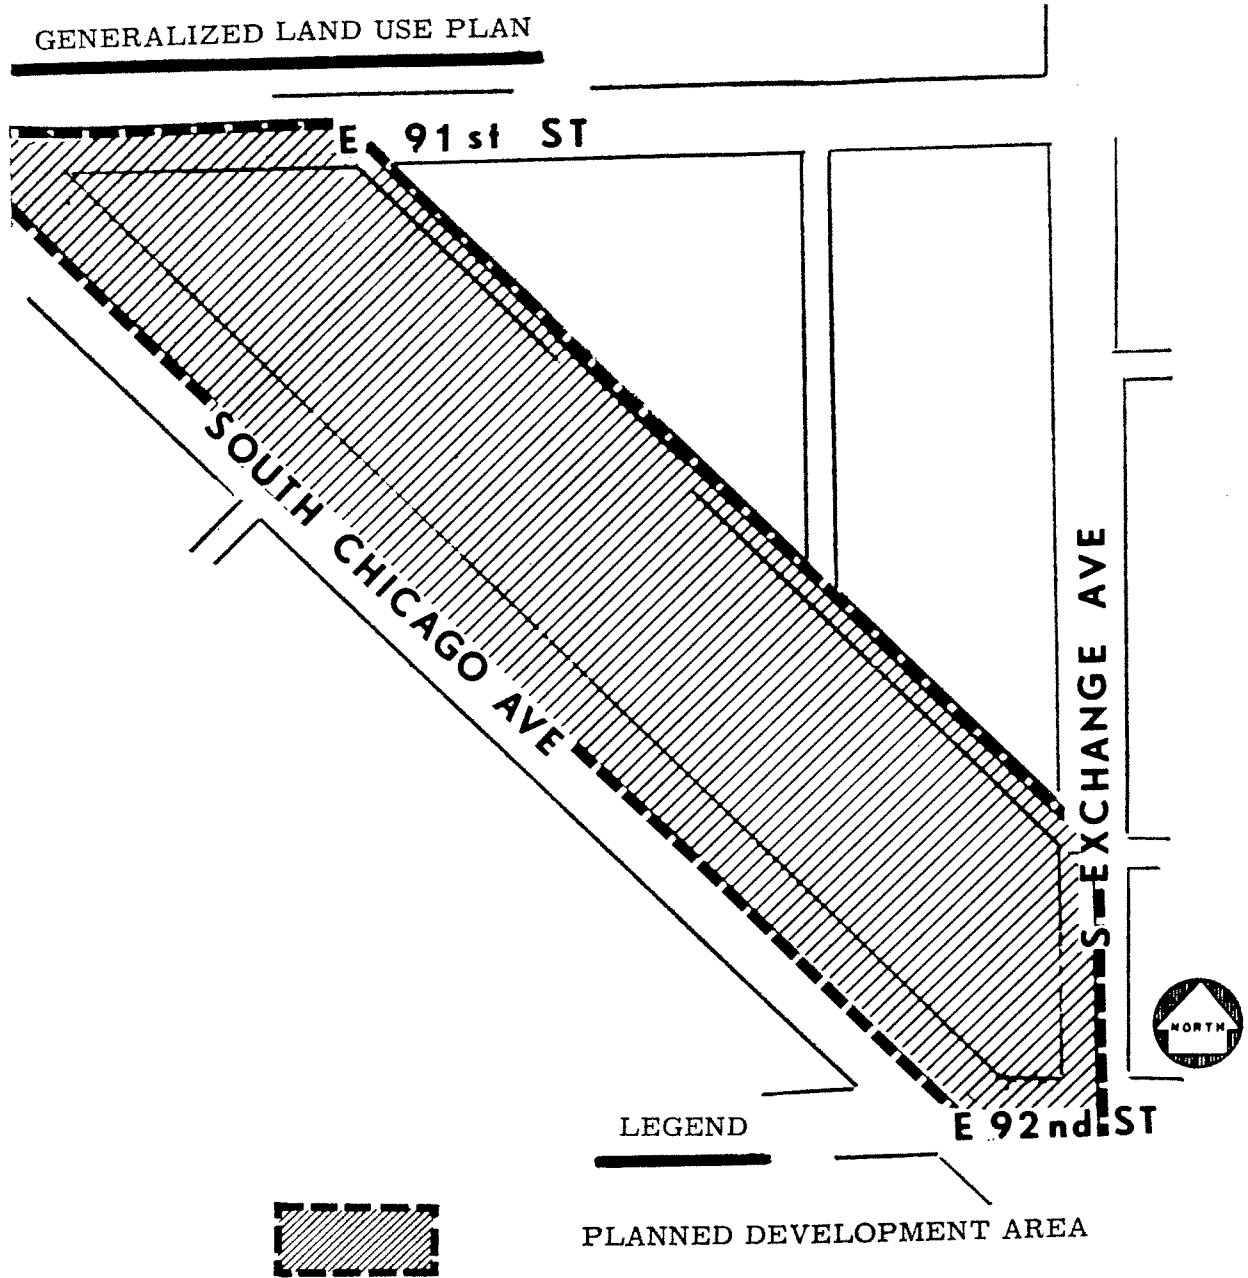 GENERALIZED LAND USE PLAN
E 91st ST
SOUTH CHICAGO AVE
S EXCHANGE AVE
NORTH
E 92nd ST
LEGEND
PLANNED DEVELOPMENT AREA